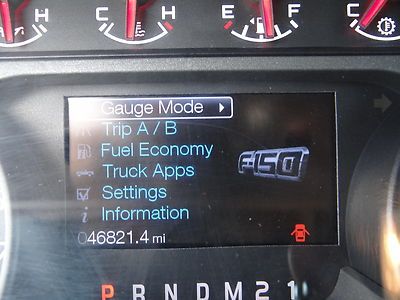 H C H E F C
Gauge Mode
Trip A / B
Fuel Economy
F-150
Truck Apps
Settings
Information
046821.4 mi
P R N D M 2 1